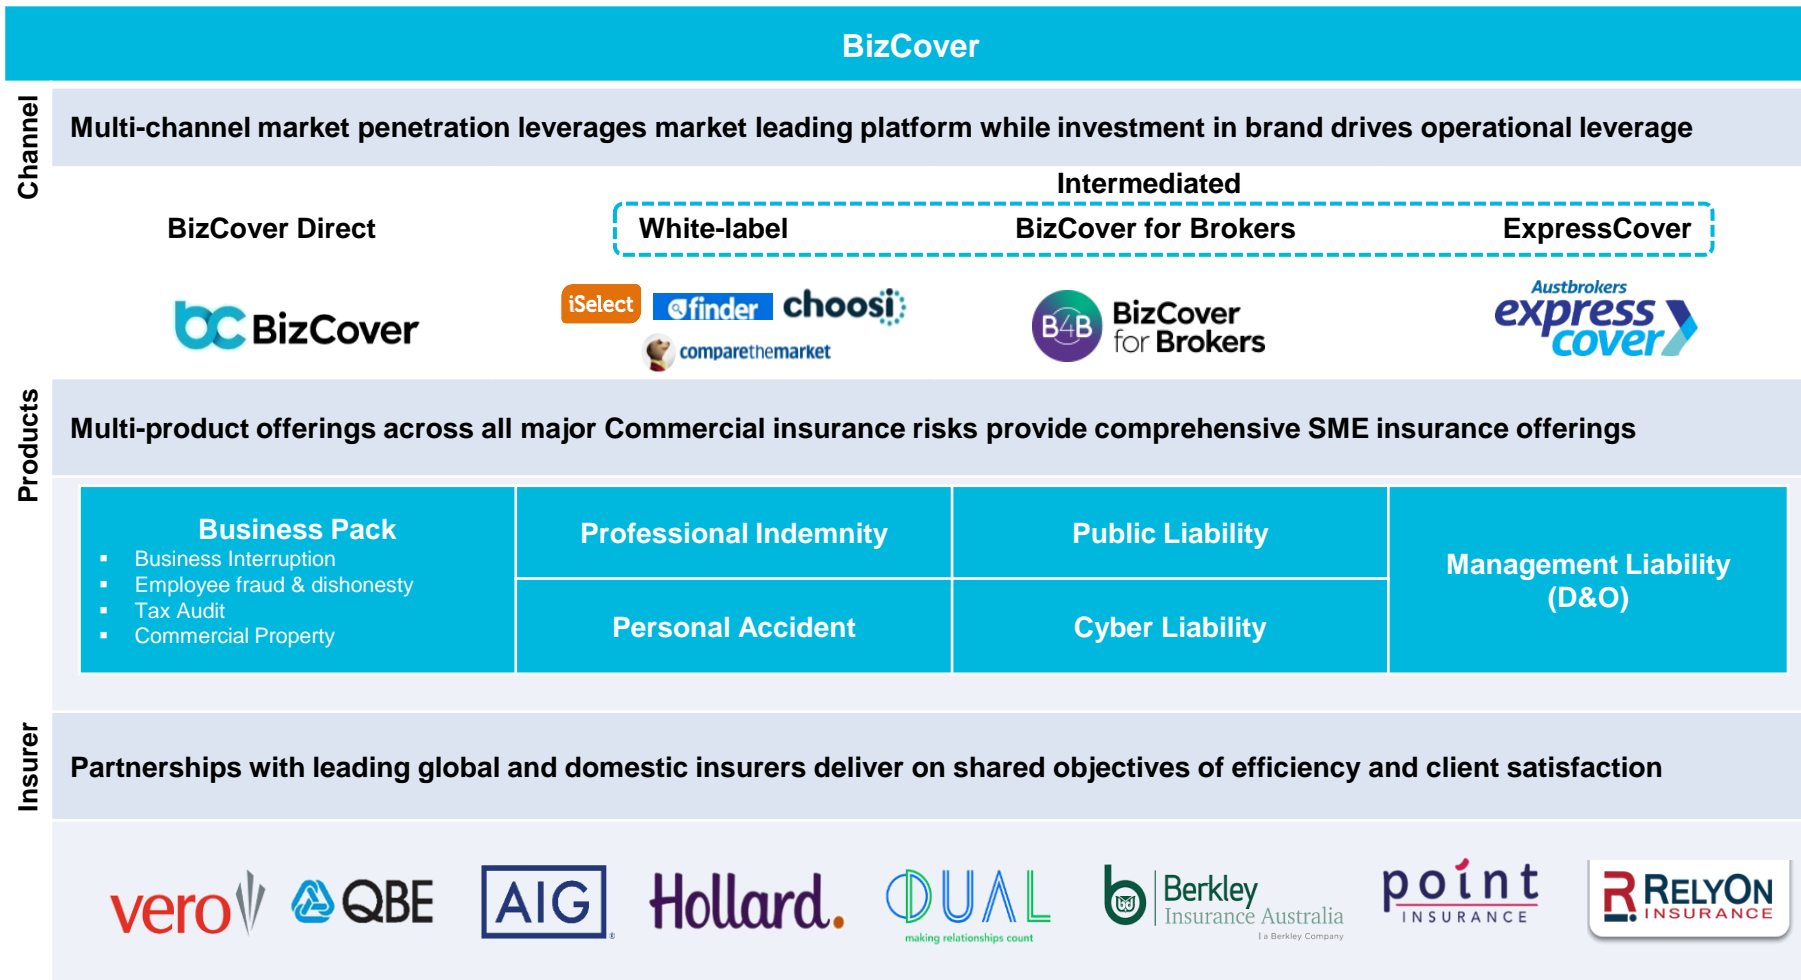 BizCover
Channel
Multi-channel market penetration leverages market leading platform while investment in brand drives operational leverage
Intermediated
BizCover Direct
White-label
BizCover for Brokers
ExpressCover
bc BizCover
iSelect
finder
choosi
comparethemarket
B4B
BizCover
for Brokers
Austbrokers
express
cover
Products
Multi-product offerings across all major Commercial insurance risks provide comprehensive SME insurance offerings
Business Pack
▪ Business Interruption
▪ Employee fraud & dishonesty
▪ Tax Audit
▪ Commercial Property
Professional Indemnity
Public Liability
Management Liability
(D&O)
Personal Accident
Cyber Liability
Insurer
Partnerships with leading global and domestic insurers deliver on shared objectives of efficiency and client satisfaction
vero
QBE
AIG®
Hollard.
DUAL
making relationships count
b
Berkley
Insurance Australia
| a Berkley Company
point
INSURANCE
R.
RELYON
INSURANCE